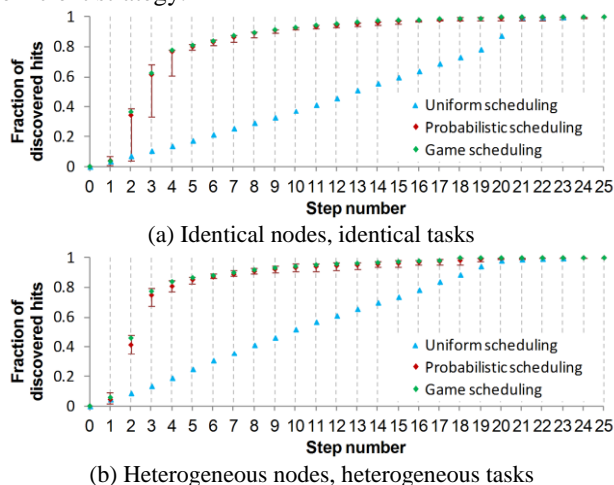 Fraction of
discovered hits
1
0.8
0.6
0.4
0.2
0
Uniform scheduling
Probabilistic scheduling
Game scheduling
0 1 2 3 4 5 6 7 8 9 10 11 12 13 14 15 16 17 18 19 20 21 22 23 24 25
Step number
(a) Identical nodes, identical tasks
Fraction of
discovered hits
1
0.8
0.6
0.4
0.2
0
Uniform scheduling
Probabilistic scheduling
Game scheduling
0 1 2 3 4 5 6 7 8 9 10 11 12 13 14 15 16 17 18 19 20 21 22 23 24 25
Step number
(b) Heterogeneous nodes, heterogeneous tasks